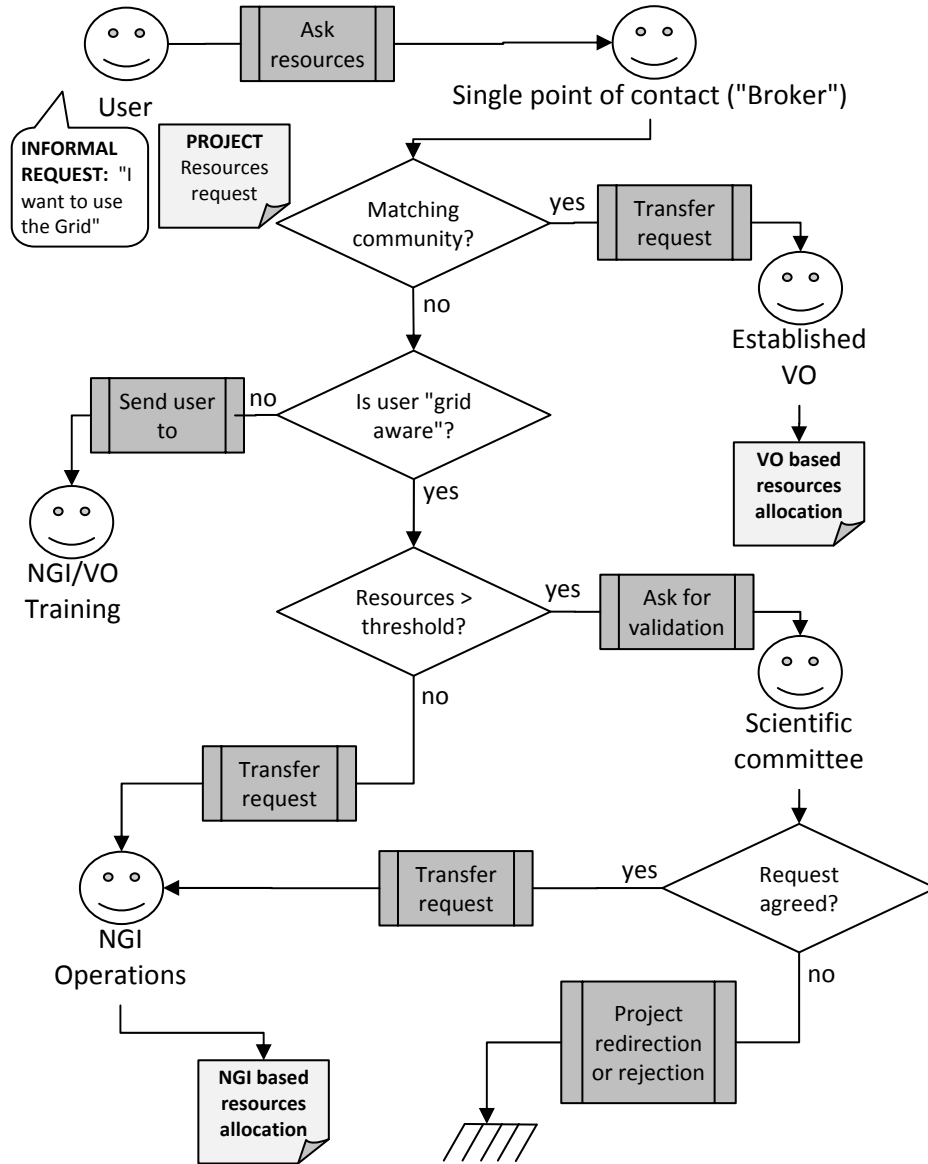 Ask
resources
User
Single point of contact ("Broker")
INFORMAL
REQUEST: "I
want to use
the Grid"
PROJECT
Resources
request
Matching
community?
yes
Transfer
request
no
Established
VO
Send user
to
no
Is user "grid
aware"?
VO based
resources
allocation
yes
NGI/VO
Training
Resources >
threshold?
yes
Ask for
validation
no
Scientific
committee
Transfer
request
Transfer
request
yes
Request
agreed?
NGI
Operations
no
Project
redirection
or rejection
NGI based
resources
allocation